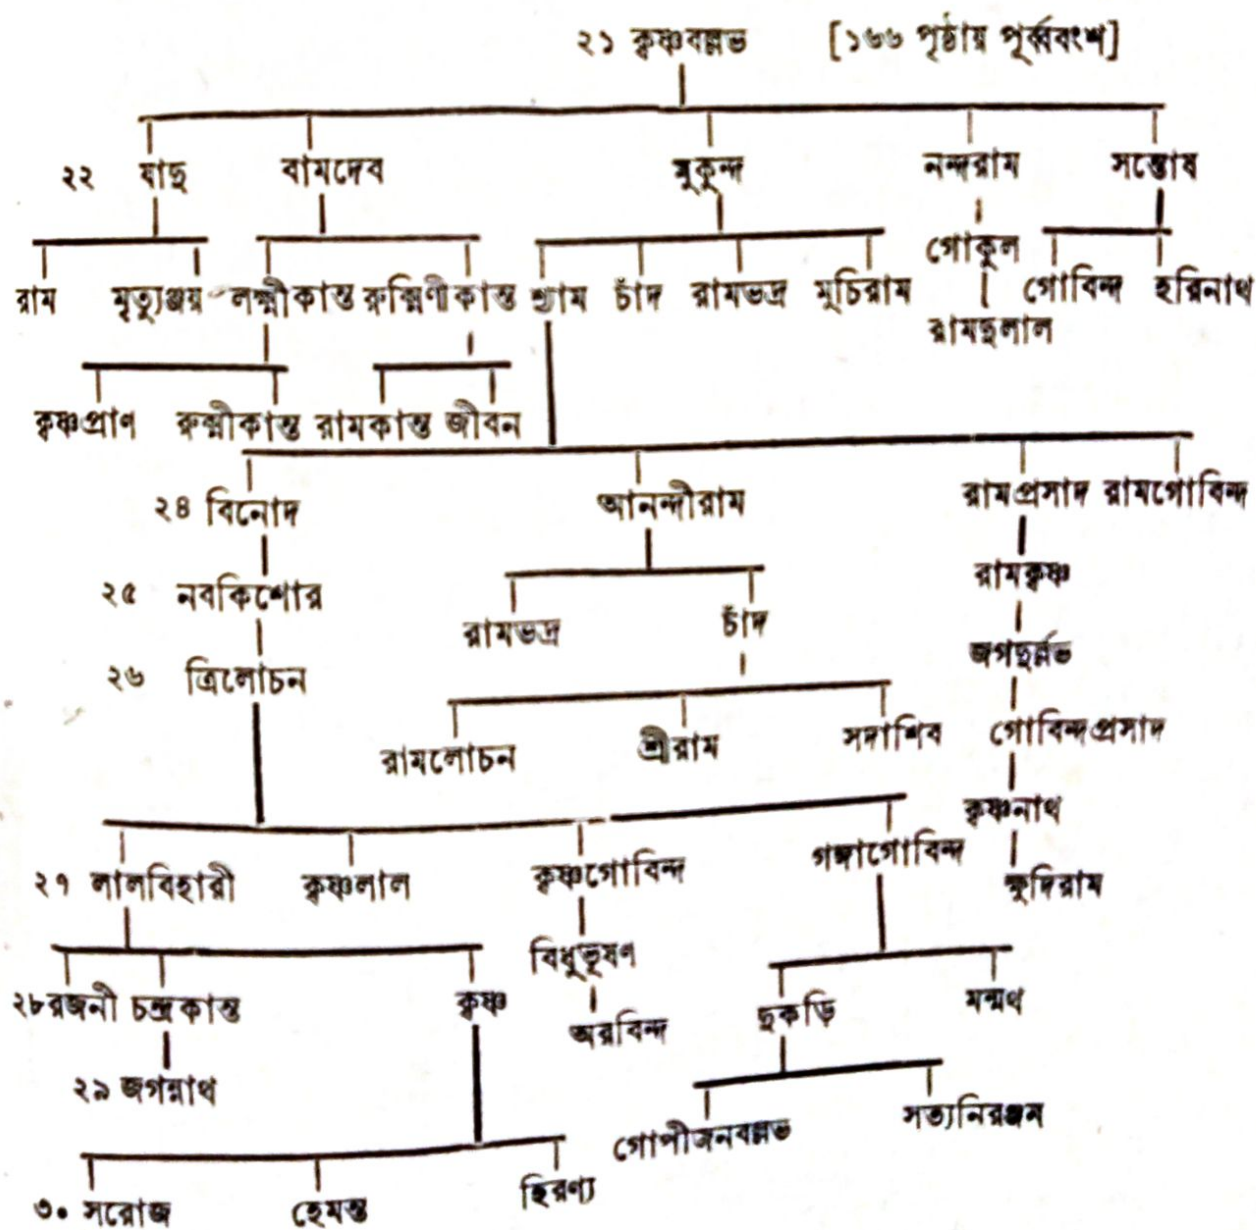 ২১ কৃষ্ণবল্লভ [১৬৬ পৃষ্ঠায় পূর্ব্ববংশ]
২২ যাদু বামদেব মুকুন্দ নন্দরাম সন্তোষ
গোকুল
রাম মৃত্যুঞ্জয় লক্ষ্মীকান্ত রুক্মিণীকান্ত শ্যাম চাঁদ রামভদ্র মুচিরাম গোবিন্দ হরিনাথ
রামদুলাল
কৃষ্ণপ্রাণ রুক্মীকান্ত রামকান্ত জীবন
২৪ বিনোদ আনন্দীরাম রামপ্রসাদ রামগোবিন্দ
রামকৃষ্ণ
২৫ নবকিশোর রামভদ্র চাঁদ
জগদুর্ল্লভ
২৬ ত্রিলোচন
রামলোচন শ্রীরাম সদাশিব গোবিন্দপ্রসাদ
কৃষ্ণনাথ
২৭ লালবিহারী কৃষ্ণলাল কৃষ্ণগোবিন্দ গঙ্গাগোবিন্দ
ক্ষুদিরাম
বিধুভূষণ
২৮ রজনী চন্দ্রকান্ত কৃষ্ণ দুকড়ি মন্মথ
অরবিন্দ
২৯ জগন্নাথ
গোপীজনবল্লভ সত্যনিরঞ্জন
৩০ সরোজ হেমন্ত হিরণ্য